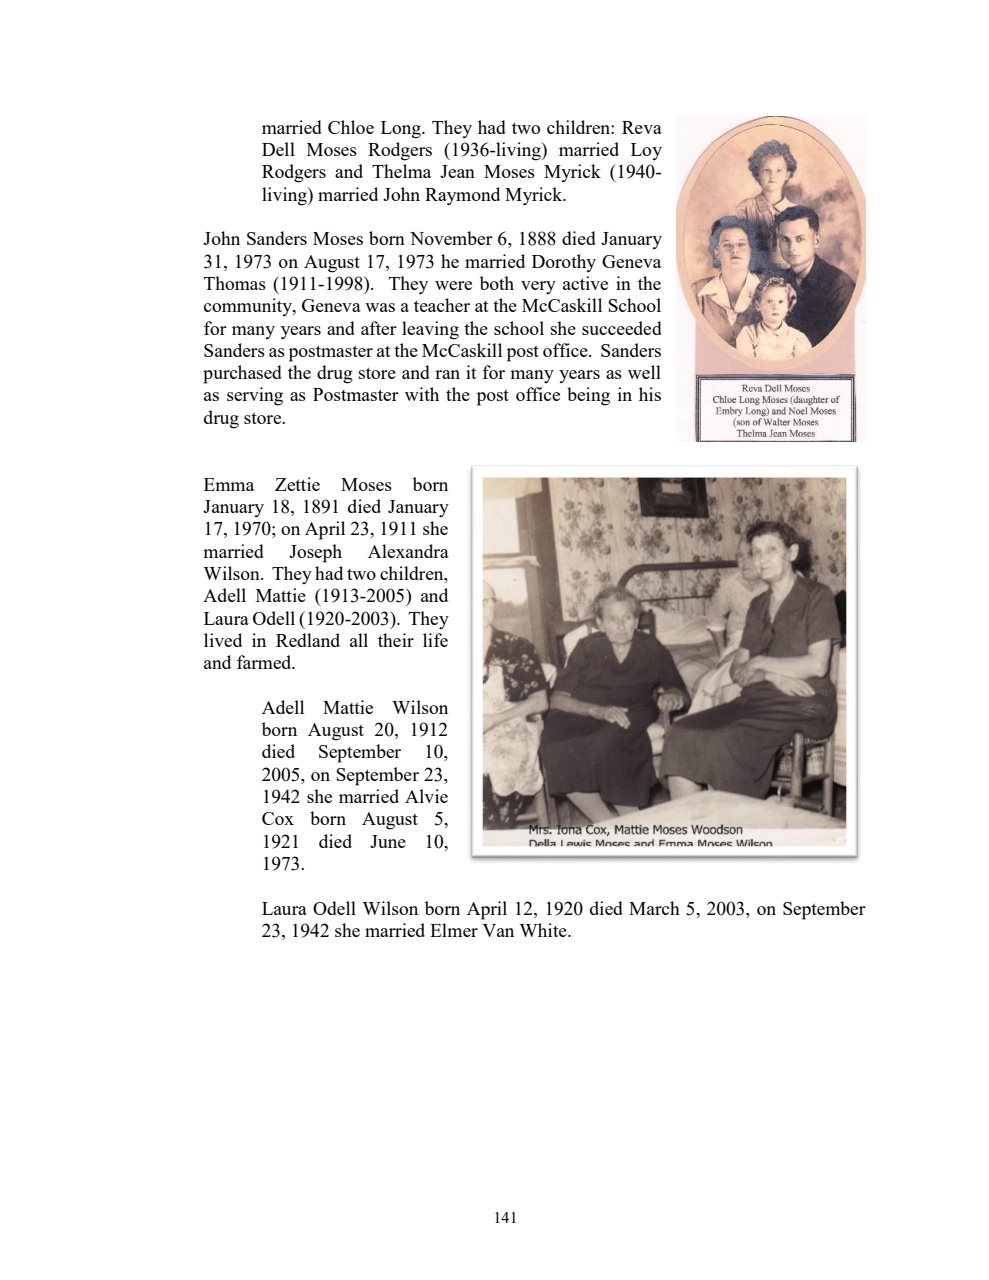 married Chloe Long. They had two children: Reva
Dell Moses Rodgers (1936-living) married Loy
Rodgers and Thelma Jean Moses Myrick (1940-
living) married John Raymond Myrick.
John Sanders Moses born November 6, 1888 died January
31, 1973 on August 17, 1973 he married Dorothy Geneva
Thomas (1911-1998). They were both very active in the
community, Geneva was a teacher at the McCaskill School
for many years and after leaving the school she succeeded
Sanders as postmaster at the McCaskill post office. Sanders
purchased the drug store and ran it for many years as well
as serving as Postmaster with the post office being in his
drug store.
Reva Dell Moses
Chloe Long Moses (daughter of
Embry Long) and Noel Moses
(son of Walter Moses
Thelma Jean Moses
Emma Zettie Moses born
January 18, 1891 died January
17, 1970; on April 23, 1911 she
married Joseph Alexandra
Wilson. They had two children,
Adell Mattie (1913-2005) and
Laura Odell (1920-2003). They
lived in Redland all their life
and farmed.
Adell Mattie Wilson
born August 20, 1912
died September 10,
2005, on September 23,
1942 she married Alvie
Cox born August 5,
1921 died June 10,
1973.
Mrs. Iona Cox, Mattie Moses Woodson
Della Lewis Moses and Emma Moses Wilson
Laura Odell Wilson born April 12, 1920 died March 5, 2003, on September
23, 1942 she married Elmer Van White.
141